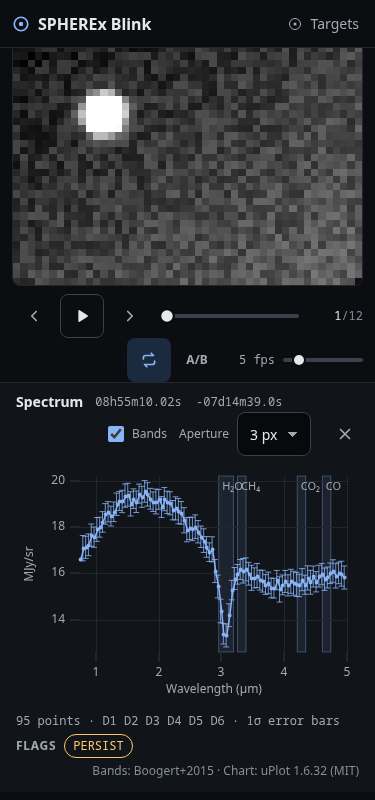 SPHEREx Blink
Targets
1/12
A/B
5 fps
Spectrum 08h55m10.02s -07d14m39.0s
Bands Aperture 3 px
H₂O CH₄ CO₂ CO
20
18
16
14
MJy/sr
1 2 3 4 5
Wavelength (μm)
95 points · D1 D2 D3 D4 D5 D6 · 1σ error bars
FLAGS PERSIST
Bands: Boogert+2015 · Chart: uPlot 1.6.32 (MIT)